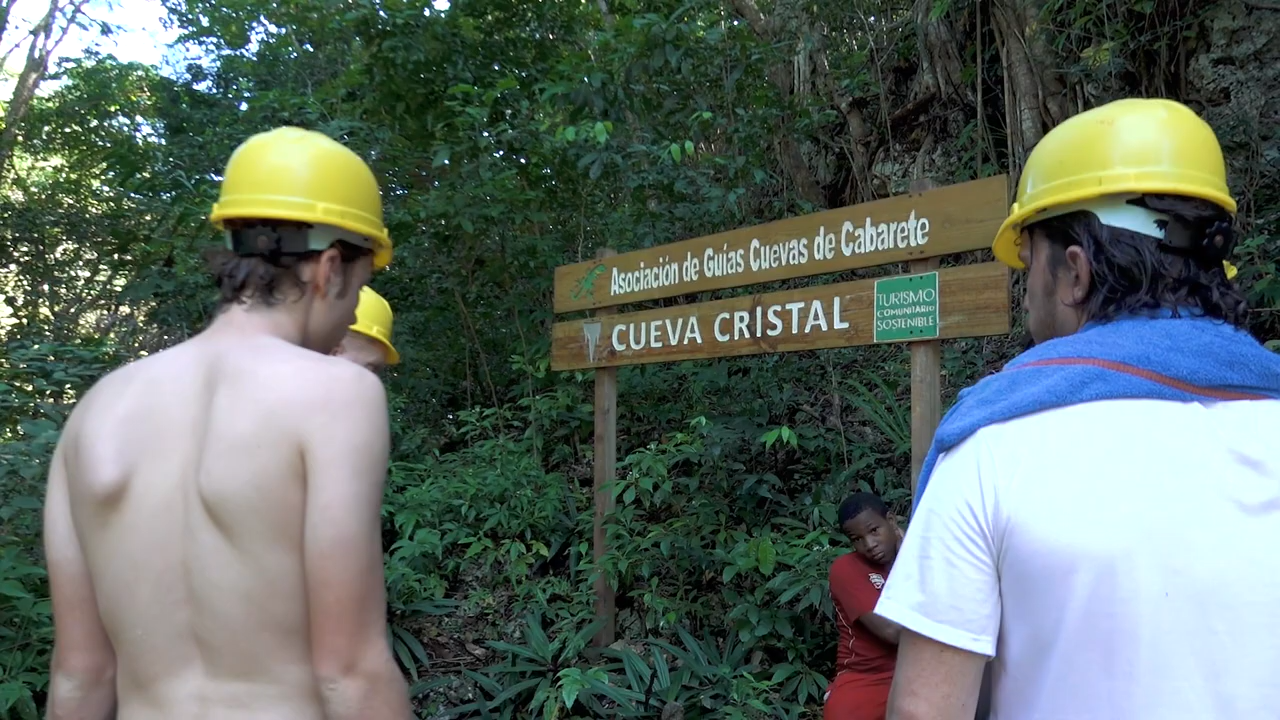 Asociación de Guías Cuevas de Cabarete
CUEVA CRISTAL
TURISMO
COMUNITARIO
SOSTENIBLE